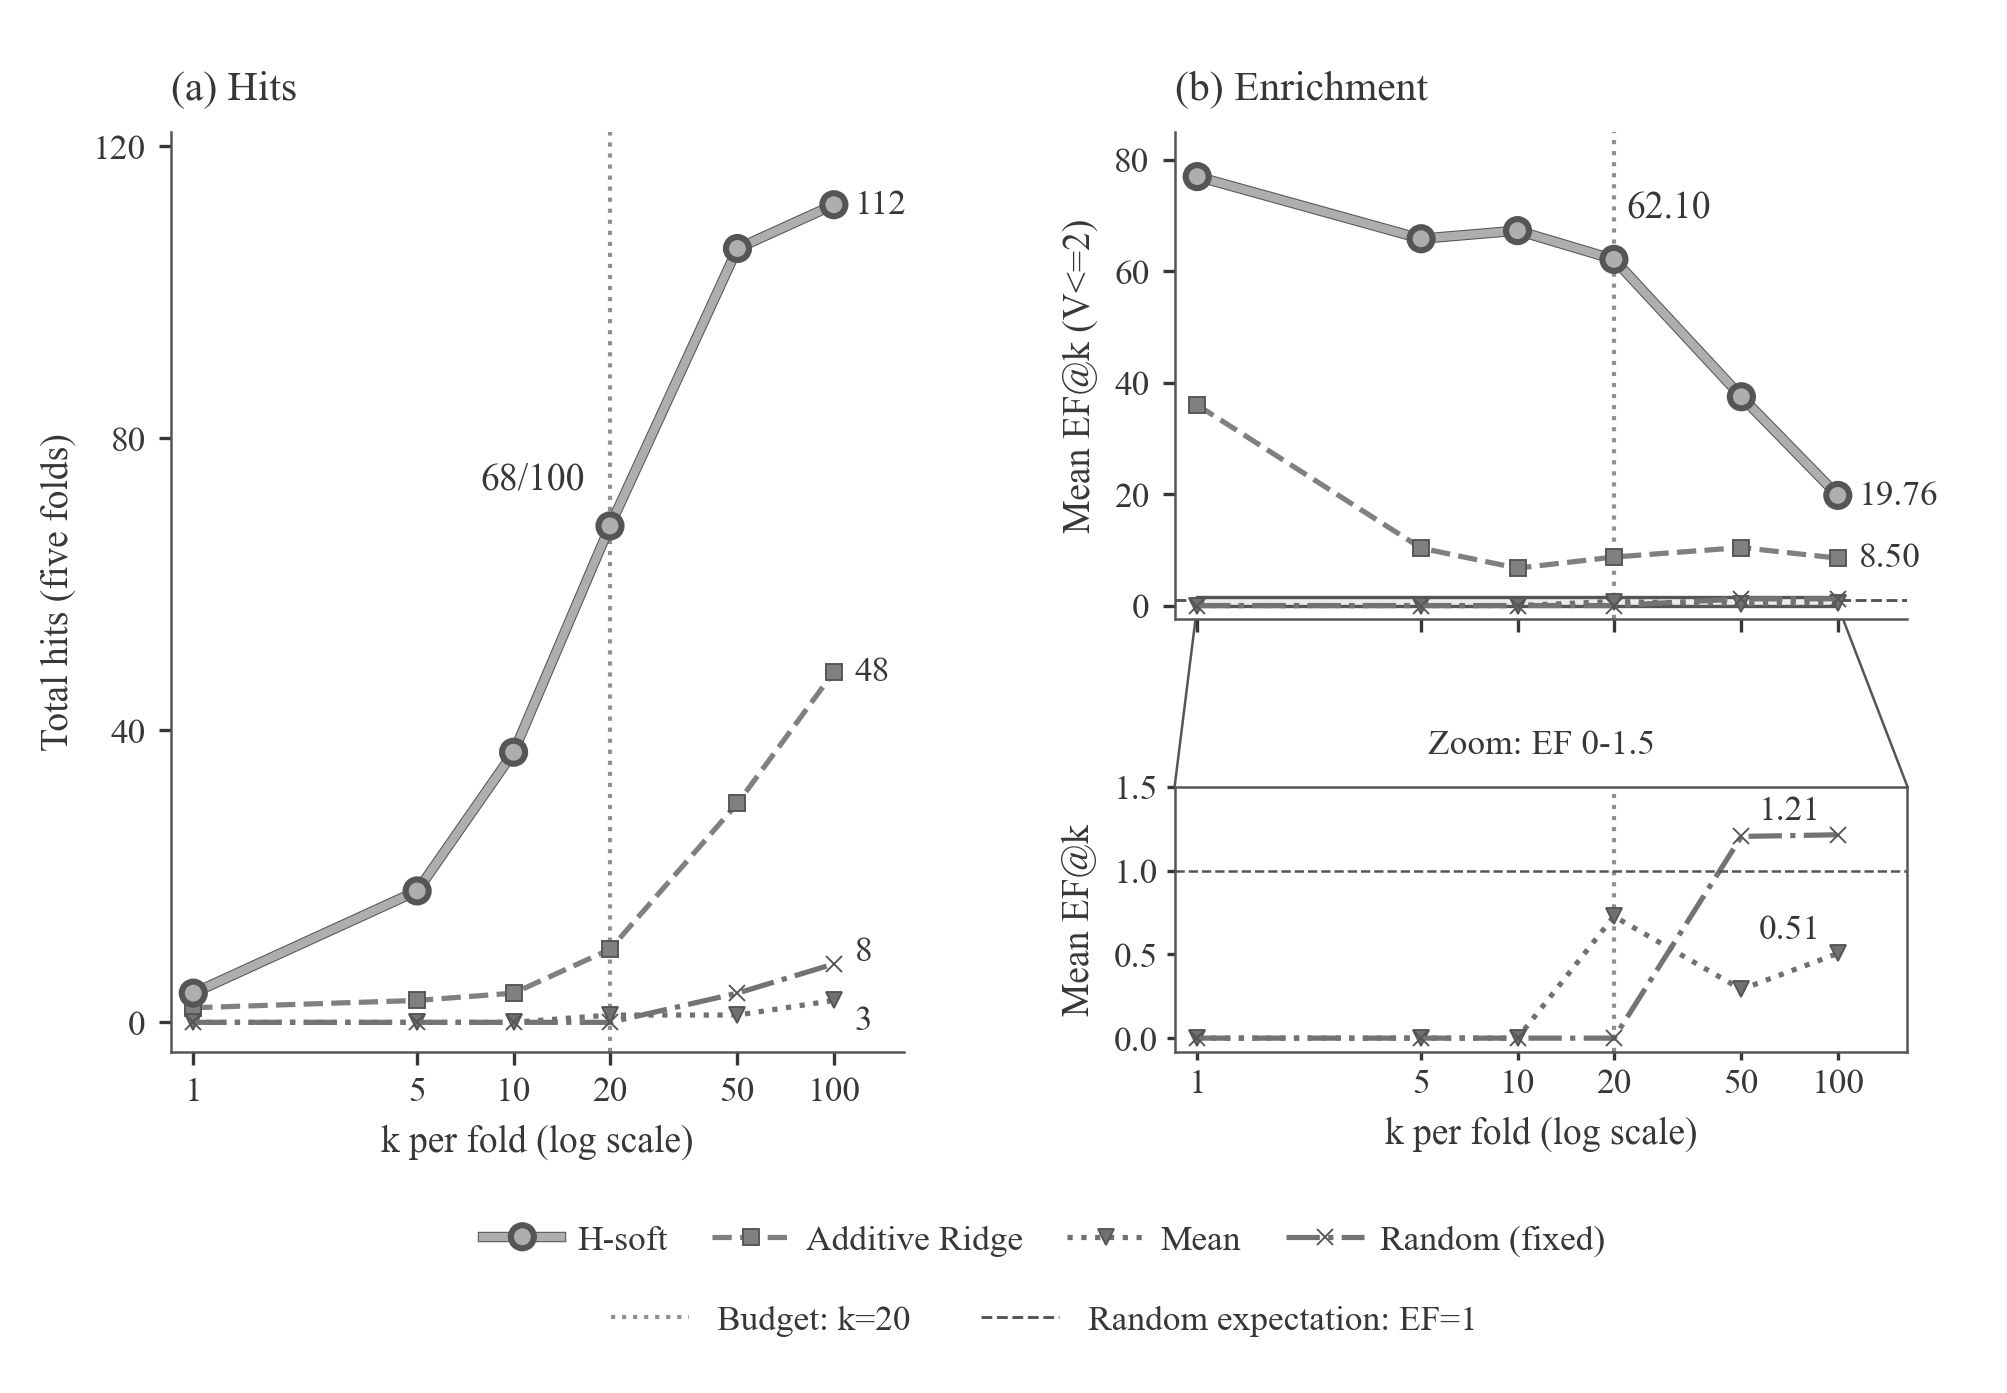 (a) Hits
Total hits (five folds)
120
80
40
0
68/100
112
48
8
3
1 5 10 20 50 100
k per fold (log scale)
(b) Enrichment
Mean EF@k (V<=2)
80
60
40
20
0
62.10
19.76
8.50
Zoom: EF 0-1.5
Mean EF@k
1.5
1.0
0.5
0.0
1.21
0.51
1 5 10 20 50 100
k per fold (log scale)
H-soft Additive Ridge Mean Random (fixed)
Budget: k=20 Random expectation: EF=1